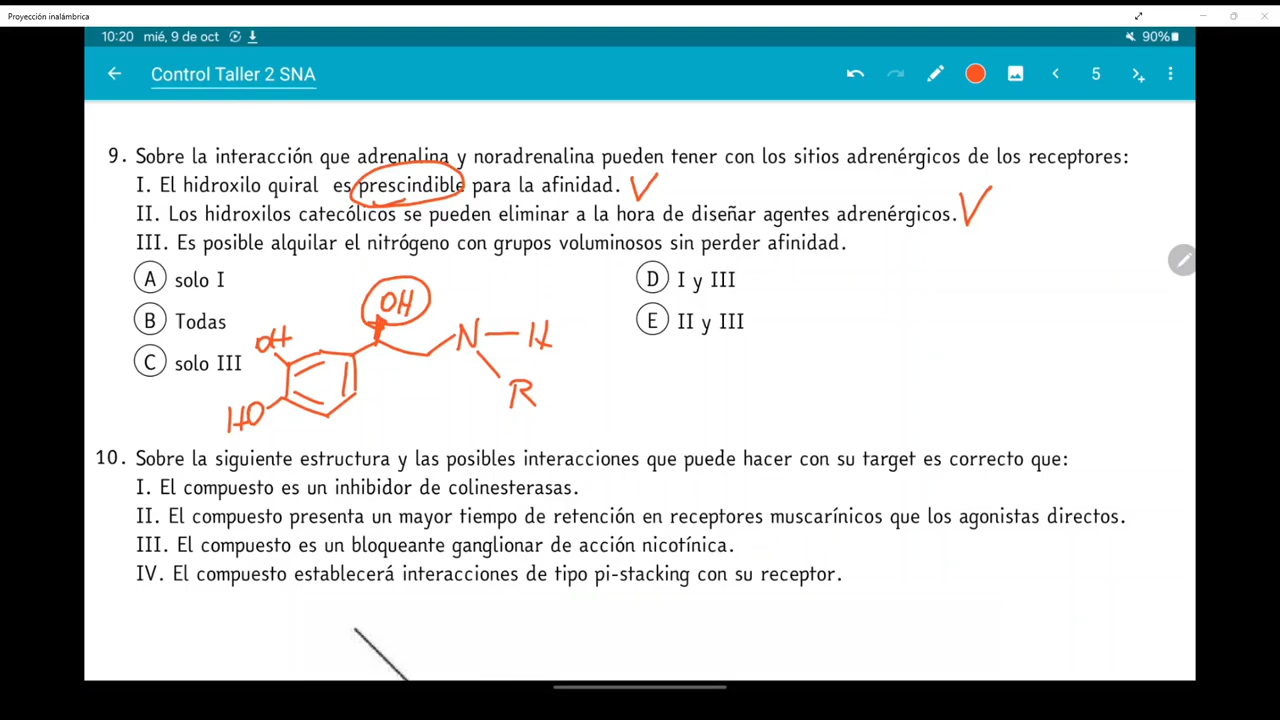 Proyección inalámbrica
10:20 mié, 9 de oct
90%
Control Taller 2 SNA
5
9. Sobre la interacción que adrenalina y noradrenalina pueden tener con los sitios adrenérgicos de los receptores:
I. El hidroxilo quiral es prescindible para la afinidad. V
II. Los hidroxilos catecólicos se pueden eliminar a la hora de diseñar agentes adrenérgicos. V
III. Es posible alquilar el nitrógeno con grupos voluminosos sin perder afinidad.
A solo I
D I y III
B Todas
E II y III
C solo III
OH
OH
N H
R
HO
10. Sobre la siguiente estructura y las posibles interacciones que puede hacer con su target es correcto que:
I. El compuesto es un inhibidor de colinesterasas.
II. El compuesto presenta un mayor tiempo de retención en receptores muscarínicos que los agonistas directos.
III. El compuesto es un bloqueante ganglionar de acción nicotínica.
IV. El compuesto establecerá interacciones de tipo pi-stacking con su receptor.